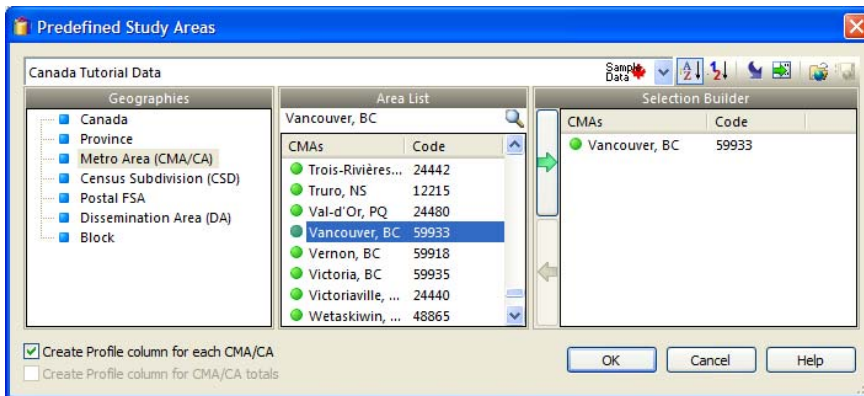 Predefined Study Areas
Canada Tutorial Data
Sample
Data
Geographies
Canada
Province
Metro Area (CMA/CA)
Census Subdivision (CSD)
Postal FSA
Dissemination Area (DA)
Block
Area List
Vancouver, BC
CMAs Code
Trois-Rivières... 24442
Truro, NS 12215
Val-d'Or, PQ 24480
Vancouver, BC 59933
Vernon, BC 59918
Victoria, BC 59935
Victoriaville, ... 24440
Wetaskiwin, ... 48865
Selection Builder
CMAs Code
Vancouver, BC 59933
Create Profile column for each CMA/CA
Create Profile column for CMA/CA totals
OK Cancel Help